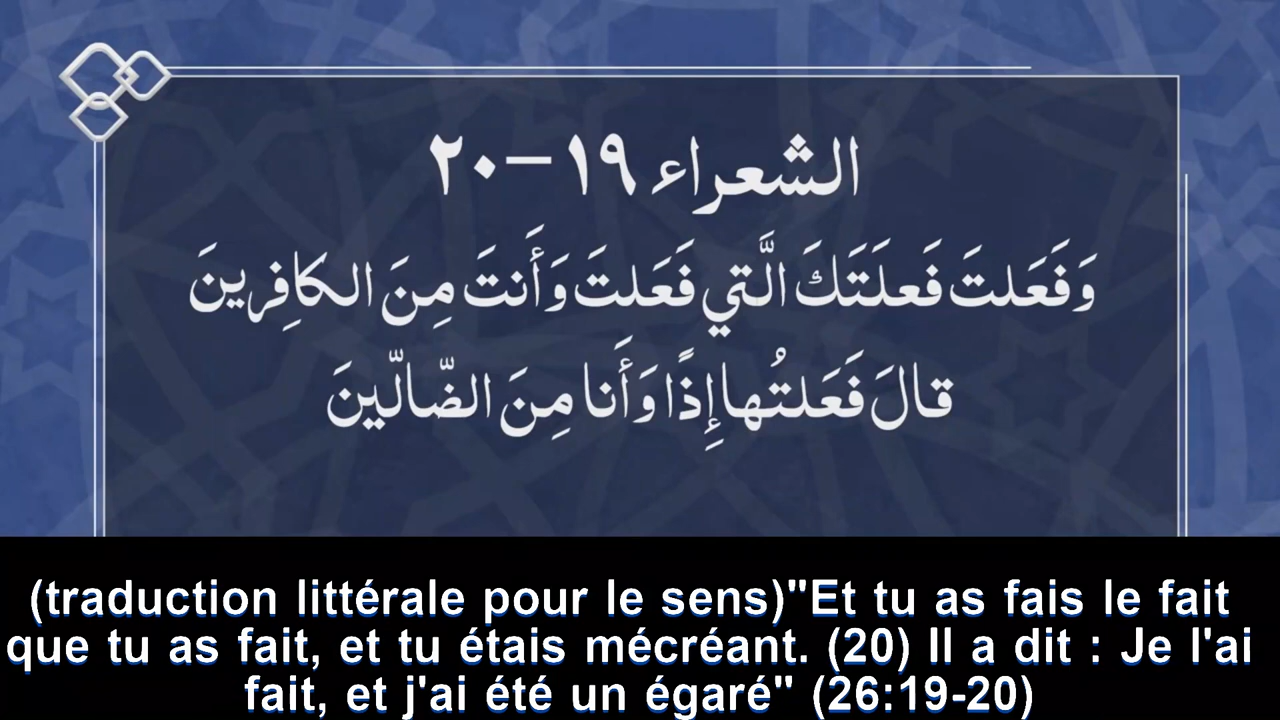 الشعراء ١٩-٢٠
وَفَعَلتَ فَعلَتَكَ الَّتي فَعَلتَ وَأَنتَ مِنَ الكافِرينَ
قالَ فَعَلتُها إِذًا وَأَنا مِنَ الضّالّينَ
(traduction littérale pour le sens)"Et tu as fais le fait
que tu as fait, et tu étais mécréant. (20) Il a dit : Je l'ai
fait, et j'ai été un égaré" (26:19-20)